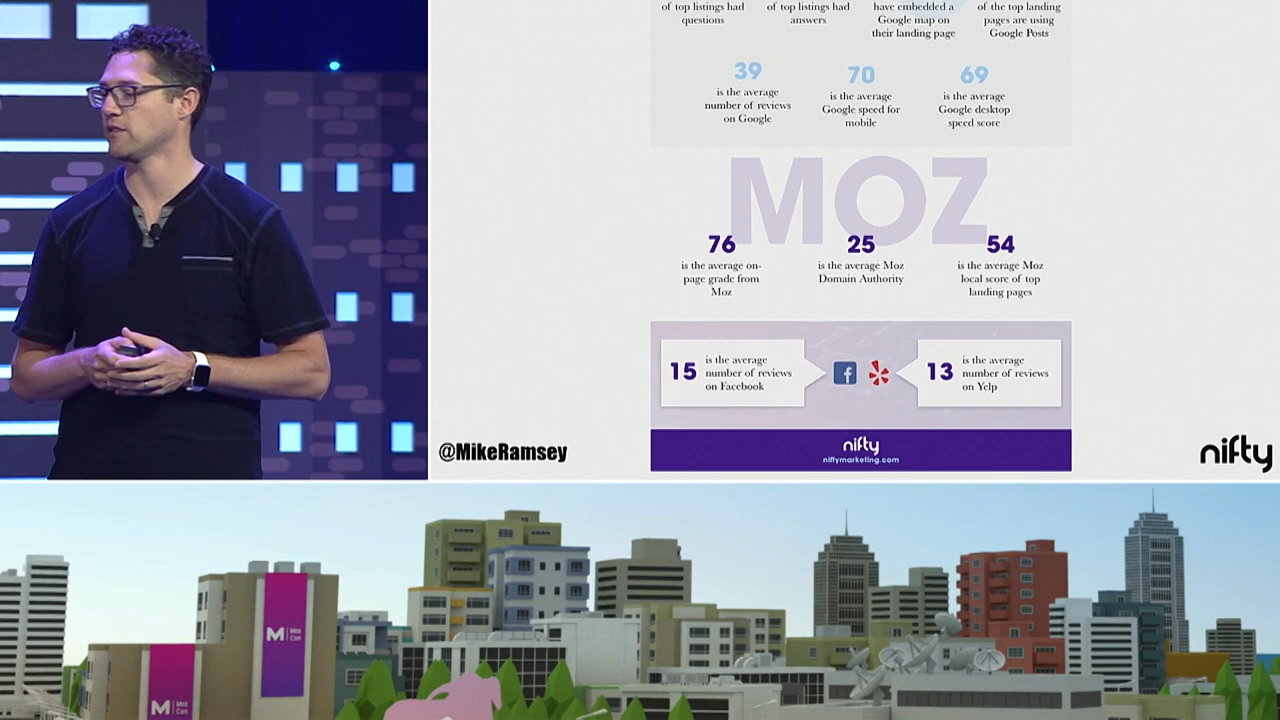 of top listings had
questions
of top listings had
answers
have embedded a
Google map on
their landing page
of the top landing
pages are using
Google Posts
39
is the average
number of reviews
on Google
70
is the average
Google speed for
mobile
69
is the average
Google desktop
speed score
MOZ
76
is the average on-
page grade from
Moz
25
is the average Moz
Domain Authority
54
is the average Moz
local score of top
landing pages
15
is the average
number of reviews
on Facebook
f
13
is the average
number of reviews
on Yelp
nifty
niftymarketing.com
@MikeRamsey
nifty
M Moz
Con
M Moz
Con